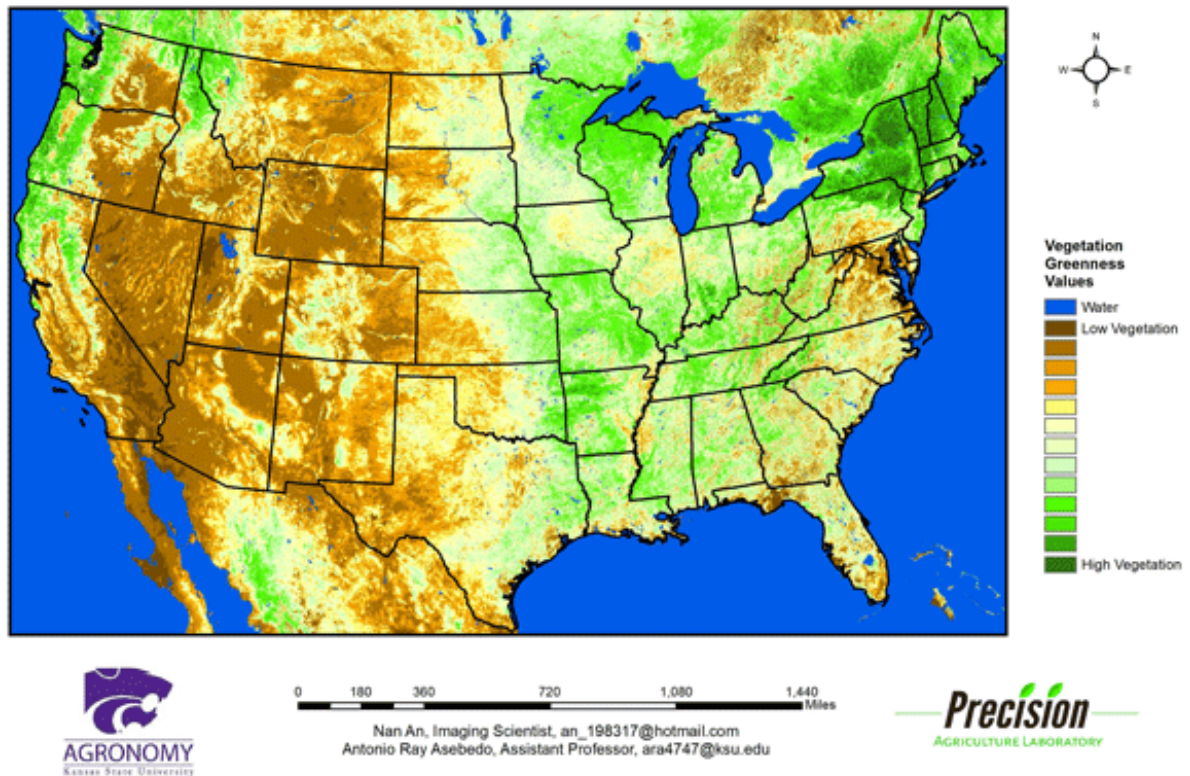 N
W E
S
Vegetation
Greenness
Values
Water
Low Vegetation
High Vegetation
0 180 360 720 1,080 1,440
Miles
Nan An, Imaging Scientist, an_198317@hotmail.com
Antonio Ray Asebedo, Assistant Professor, ara4747@ksu.edu
AGRONOMY
Kansas State University
Precision
AGRICULTURE LABORATORY